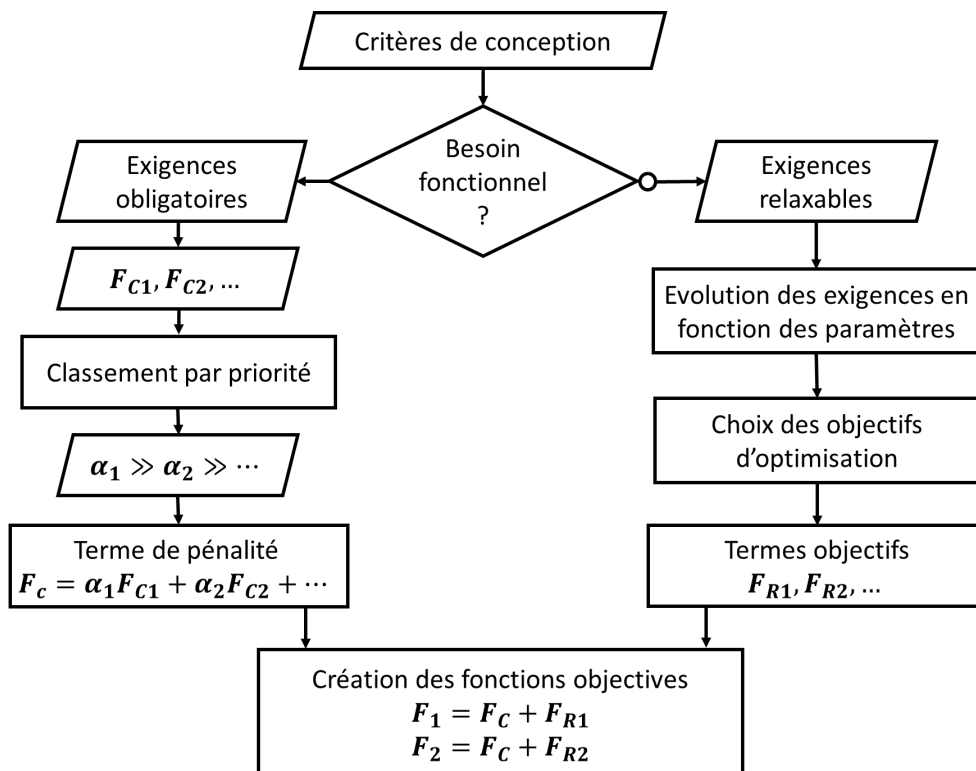 Critères de conception
Besoin
fonctionnel
?
Exigences
obligatoires
Exigences
relaxables
F_{C1}, F_{C2}, ...
Evolution des exigences en
fonction des paramètres
Classement par priorité
Choix des objectifs
d'optimisation
α_1 ≫ α_2 ≫ ⋯
Terme de pénalité
F_c = α_1F_{C1} + α_2F_{C2} + ⋯
Termes objectifs
F_{R1}, F_{R2}, ...
Création des fonctions objectives
F_1 = F_C + F_{R1}
F_2 = F_C + F_{R2}